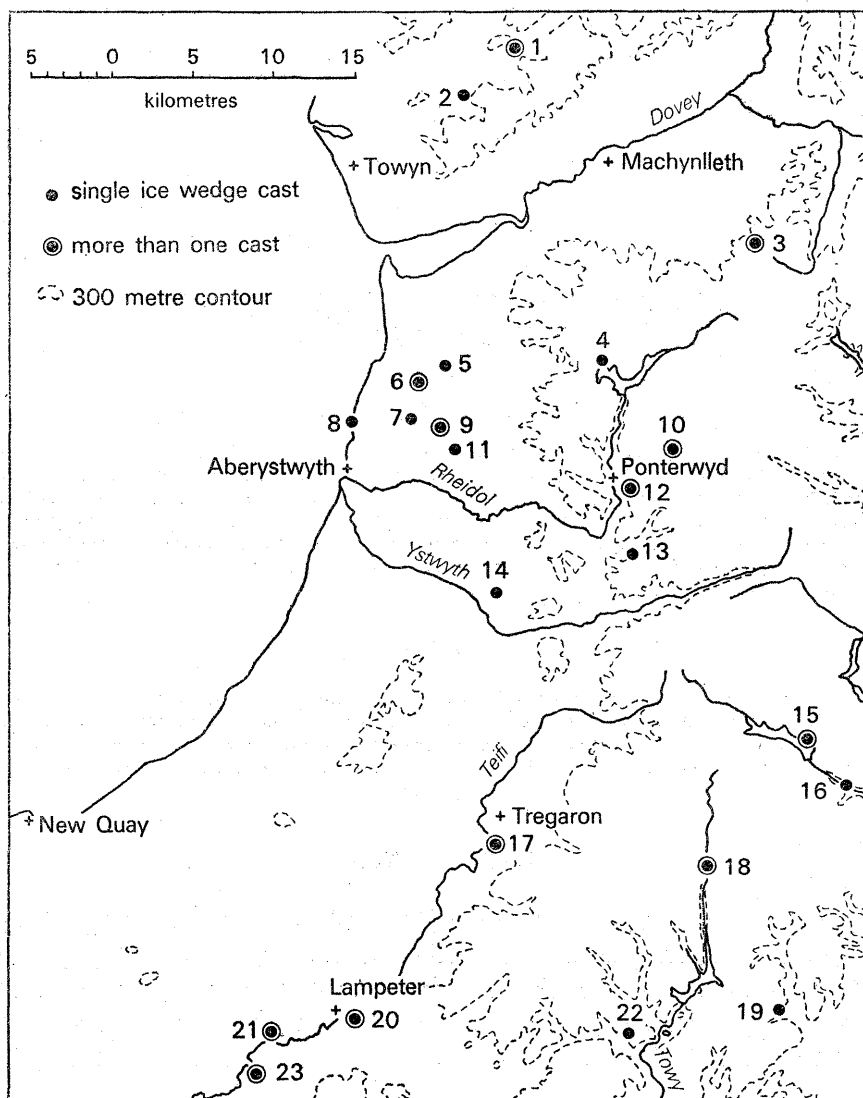 5 0 5 10 15
kilometres
1
2
Dovey
+ Towyn
+ Machynlleth
single ice wedge cast
more than one cast
300 metre contour
3
4
5
6
7
8
9
10
11
Aberystwyth
Rheidol
Ponterwyd
12
13
Ystwyth
14
15
16
Teifi
+ Tregaron
New Quay
17
18
Lampeter
19
20
21
22
Towy
23